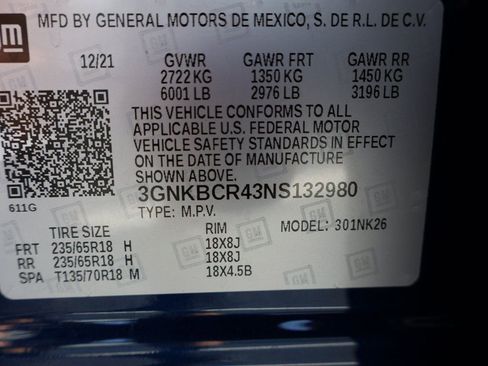 GM MFD BY GENERAL MOTORS DE MEXICO, S. DE R.L. DE C.V.
12/21 GVWR GAWR FRT GAWR RR
2722 KG 1350 KG 1450 KG
6001 LB 2976 LB 3196 LB
THIS VEHICLE CONFORMS TO ALL
APPLICABLE U.S. FEDERAL MOTOR
VEHICLE SAFETY STANDARDS IN EFFECT
ON THE DATE OF MANUFACTURE
SHOWN ABOVE.
3GNKBCR43NS132980
611G TYPE: M.P.V.
TIRE SIZE RIM MODEL: 301NK26
FRT 235/65R18 H 18X8J
RR 235/65R18 H 18X8J
SPA T135/70R18 M 18X4.5B